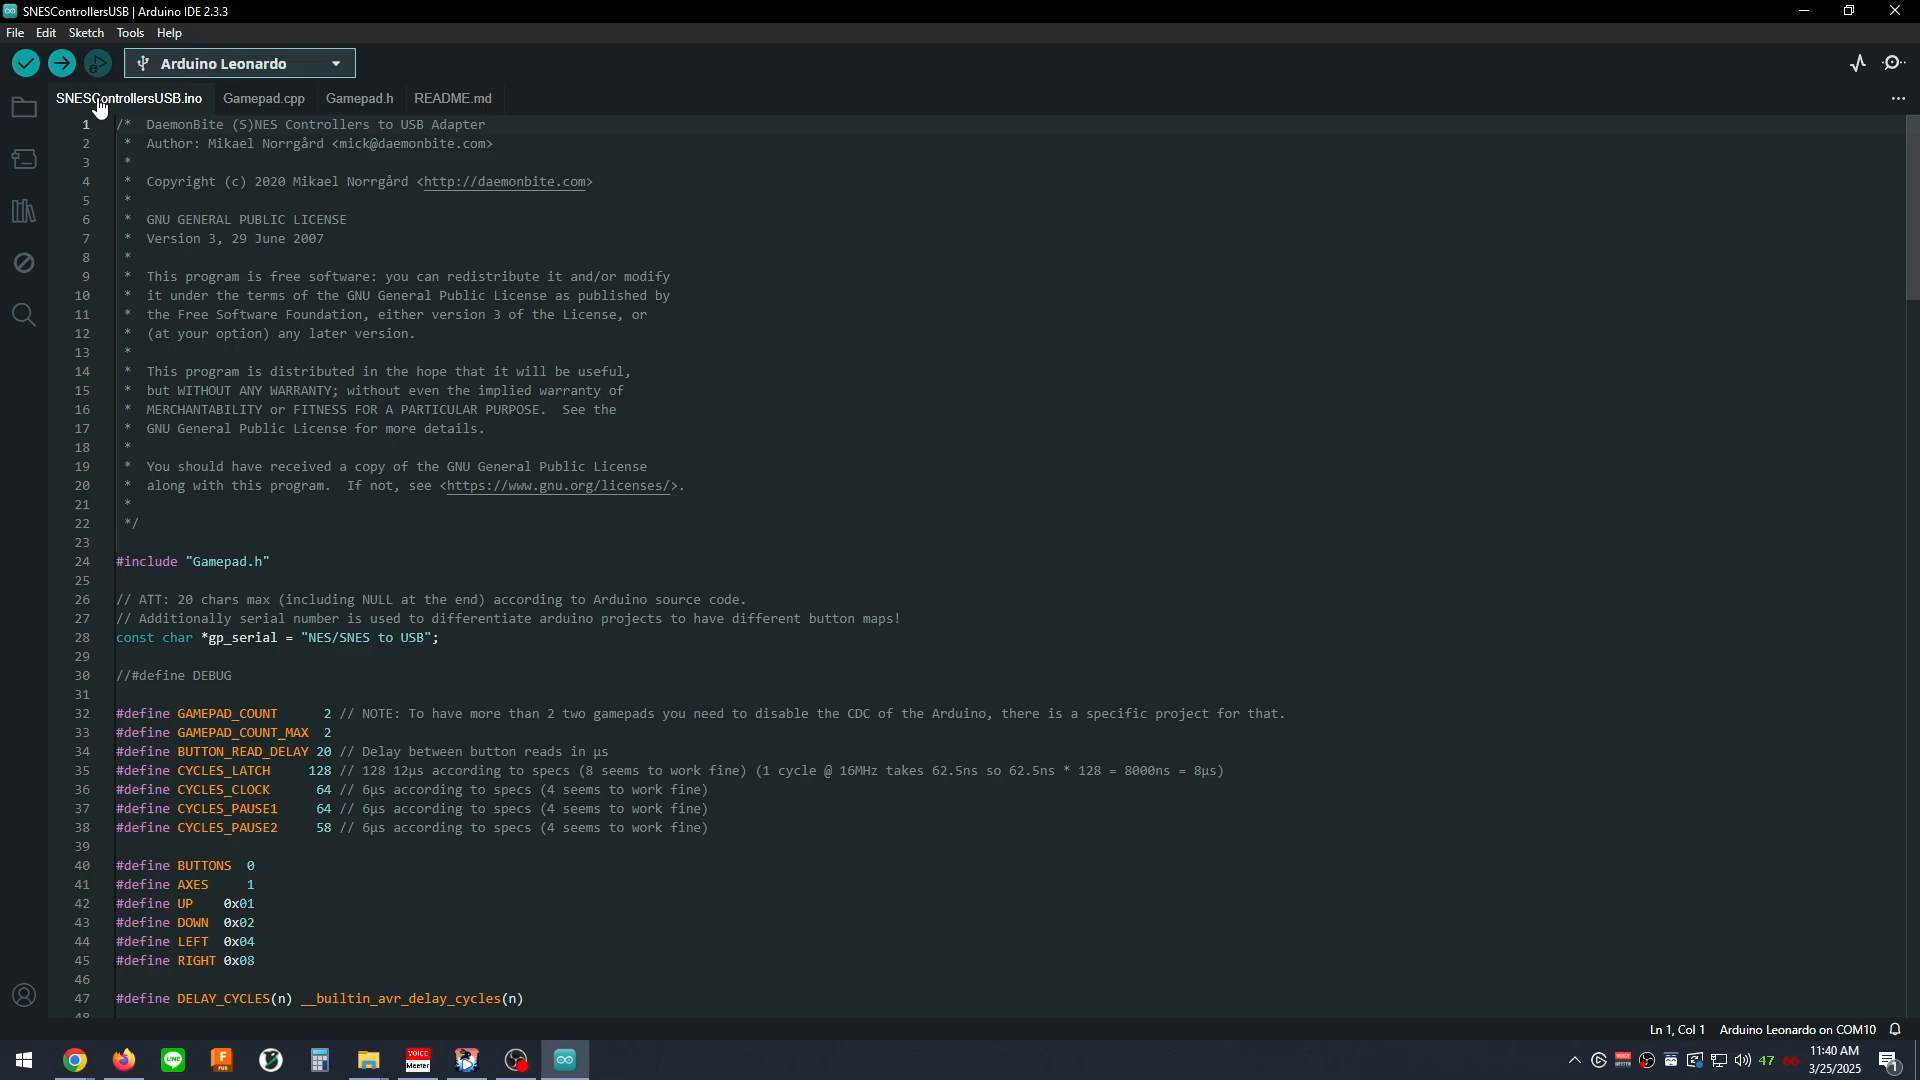 SNESControllersUSB | Arduino IDE 2.3.3
File Edit Sketch Tools Help
Arduino Leonardo
SNESControllersUSB.ino Gamepad.cpp Gamepad.h README.md
1 /* DaemonBite (S)NES Controllers to USB Adapter
2 * Author: Mikael Norrgård <mick@daemonbite.com>
3 *
4 * Copyright (c) 2020 Mikael Norrgård <http://daemonbite.com>
5 *
6 * GNU GENERAL PUBLIC LICENSE
7 * Version 3, 29 June 2007
8 *
9 * This program is free software: you can redistribute it and/or modify
10 * it under the terms of the GNU General Public License as published by
11 * the Free Software Foundation, either version 3 of the License, or
12 * (at your option) any later version.
13 *
14 * This program is distributed in the hope that it will be useful,
15 * but WITHOUT ANY WARRANTY; without even the implied warranty of
16 * MERCHANTABILITY or FITNESS FOR A PARTICULAR PURPOSE.  See the
17 * GNU General Public License for more details.
18 *
19 * You should have received a copy of the GNU General Public License
20 * along with this program.  If not, see <https://www.gnu.org/licenses/>.
21 *
22 */
23
24 #include "Gamepad.h"
25
26 // ATT: 20 chars max (including NULL at the end) according to Arduino source code.
27 // Additionally serial number is used to differentiate arduino projects to have different button maps!
28 const char *gp_serial = "NES/SNES to USB";
29
30 //#define DEBUG
31
32 #define GAMEPAD_COUNT 2 // NOTE: To have more than 2 two gamepads you need to disable the CDC of the Arduino, there is a specific project for that.
33 #define GAMEPAD_COUNT_MAX 2
34 #define BUTTON_READ_DELAY 20 // Delay between button reads in µs
35 #define CYCLES_LATCH 128 // 128 12µs according to specs (8 seems to work fine) (1 cycle @ 16MHz takes 62.5ns so 62.5ns * 128 = 8000ns = 8µs)
36 #define CYCLES_CLOCK 64 // 6µs according to specs (4 seems to work fine)
37 #define CYCLES_PAUSE1 64 // 6µs according to specs (4 seems to work fine)
38 #define CYCLES_PAUSE2 58 // 6µs according to specs (4 seems to work fine)
39
40 #define BUTTONS 0
41 #define AXES 1
42 #define UP 0x01
43 #define DOWN 0x02
44 #define LEFT 0x04
45 #define RIGHT 0x08
46
47 #define DELAY_CYCLES(n) __builtin_avr_delay_cycles(n)
48
Ln 1, Col 1 Arduino Leonardo on COM10
VOICE
Meeter
47 66
11:40 AM
3/25/2025
1